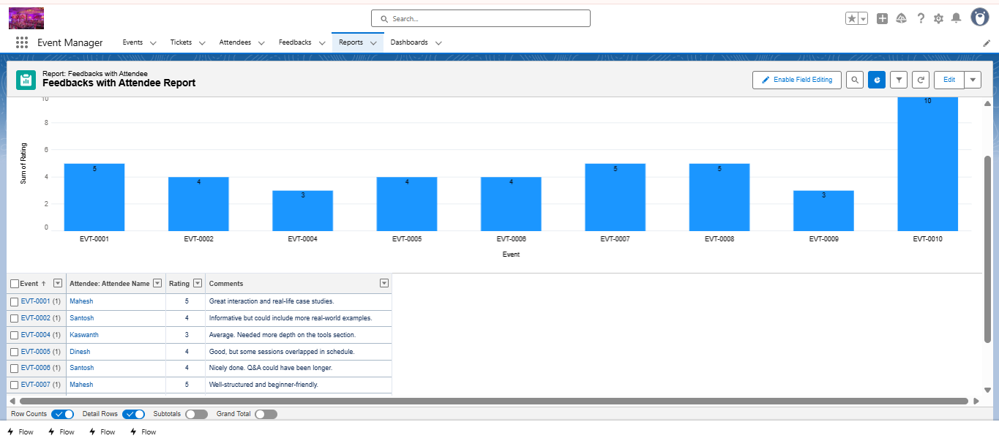 Search...
Event Manager Events Tickets Attendees Feedbacks Reports Dashboards
Report: Feedbacks with Attendee
Feedbacks with Attendee Report
Enable Field Editing Edit
10
8
6
4
2
0
Sum of Rating
5 4 3 4 4 5 5 3 10
EVT-0001 EVT-0002 EVT-0004 EVT-0005 EVT-0006 EVT-0007 EVT-0008 EVT-0009 EVT-0010
Event
Event ↑ Attendee: Attendee Name Rating Comments
EVT-0001 (1) Mahesh 5 Great interaction and real-life case studies.
EVT-0002 (1) Santosh 4 Informative but could include more real-world examples.
EVT-0004 (1) Kaswanth 3 Average. Needed more depth on the tools section.
EVT-0005 (1) Dinesh 4 Good, but some sessions overlapped in schedule.
EVT-0006 (1) Santosh 4 Nicely done. Q&A could have been longer.
EVT-0007 (1) Mahesh 5 Well-structured and beginner-friendly.
Row Counts Detail Rows Subtotals Grand Total
Flow Flow Flow Flow